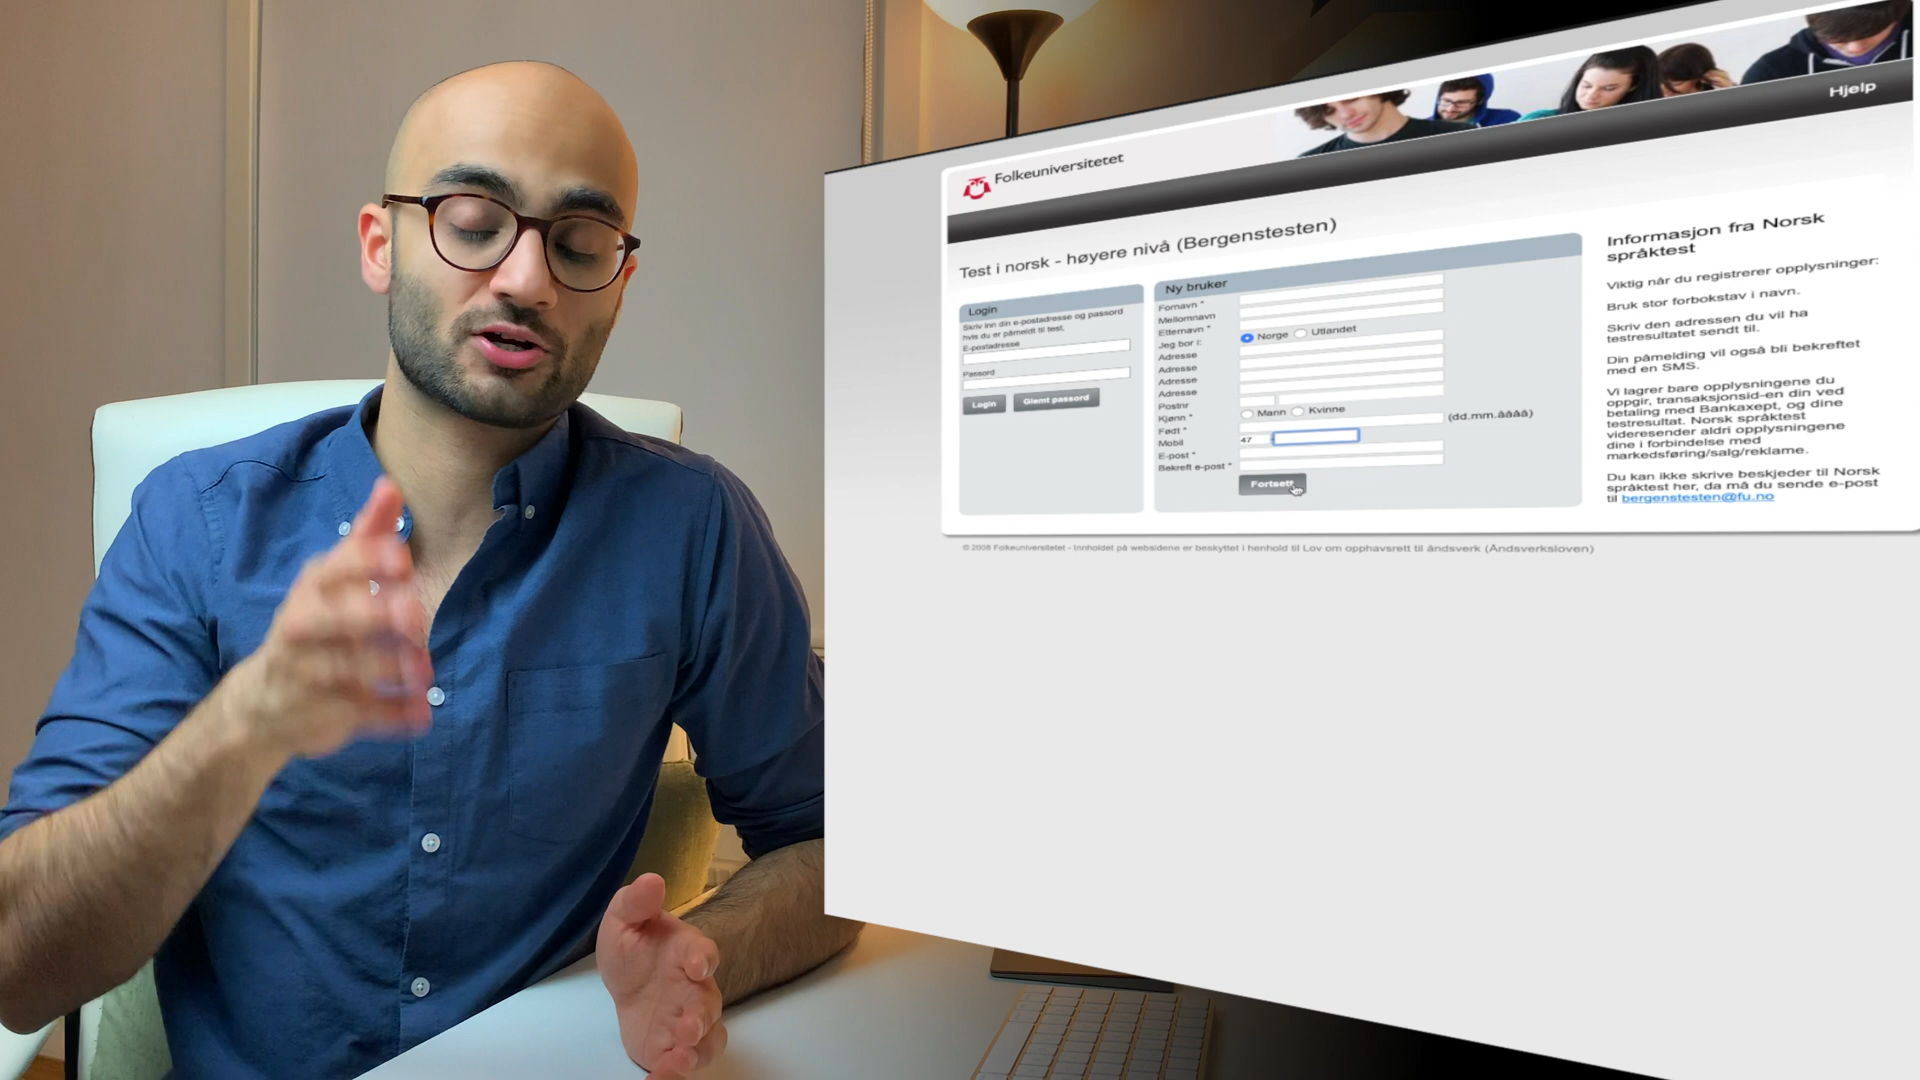 Hjelp
Folkeuniversitetet
Test i norsk - høyere nivå (Bergenstesten)
Login
Skriv inn din e-postadresse og passord
hvis du er påmeldt til test.
E-postadresse
Passord
Login
Glemt passord
Ny bruker
Fornavn *
Mellomnavn
Etternavn *
Jeg bor i: Norge Utlandet
Adresse
Adresse
Adresse
Adresse
Postnr
Kjønn * Mann Kvinne
Født * (dd.mm.åååå)
Mobil 47
E-post *
Bekreft e-post *
Fortsett
Informasjon fra Norsk
språktest
Viktig når du registrerer opplysninger:
Bruk stor forbokstav i navn.
Skriv den adressen du vil ha
testresultatet sendt til.
Din påmelding vil også bli bekreftet
med en SMS.
Vi lagrer bare opplysningene du
oppgir, transaksjonsid-en din ved
betaling med Bankaxept, og dine
testresultat. Norsk språktest
videresender aldri opplysningene
dine i forbindelse med
markedsføring/salg/reklame.
Du kan ikke skrive beskjeder til Norsk
språktest her, da må du sende e-post
til bergenstesten@fu.no
© 2008 Folkeuniversitetet - Innholdet på websidene er beskyttet i henhold til Lov om opphavsrett til åndsverk (Åndsverksloven)